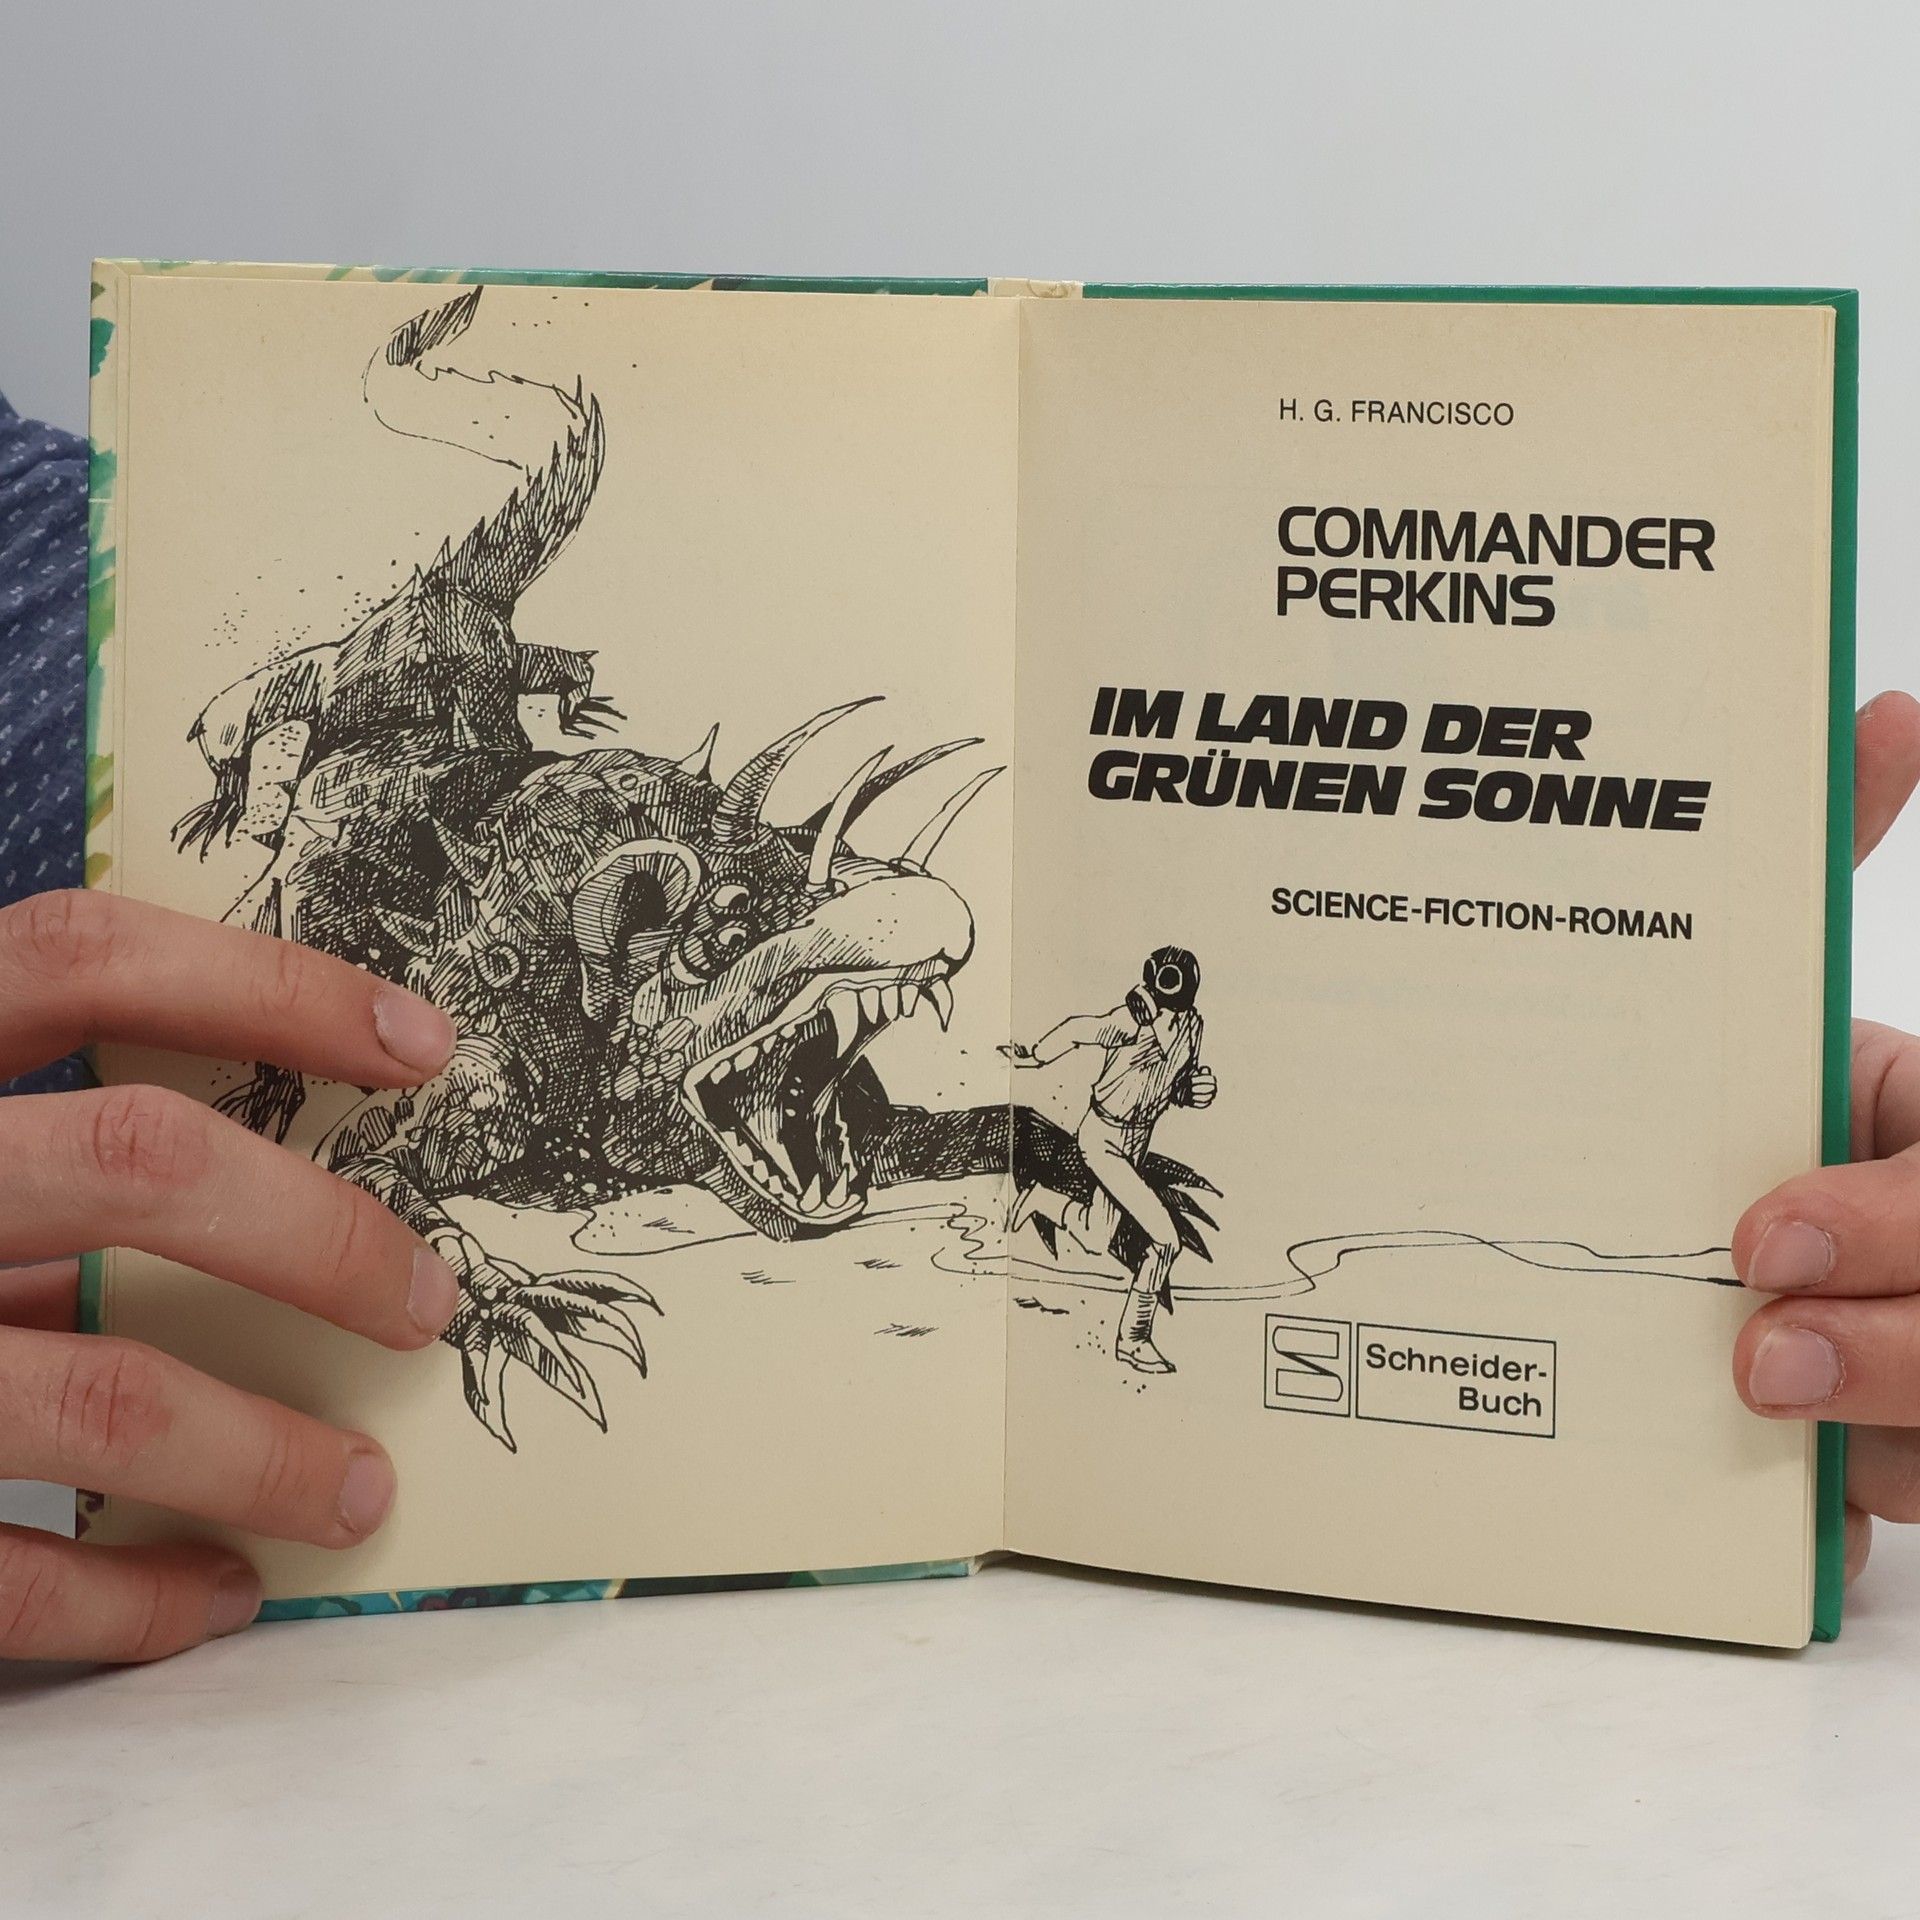 H. G. FRANCISCO
COMMANDER
PERKINS
IM LAND DER
GRÜNEN SONNE
SCIENCE-FICTION-ROMAN
Schneider-
Buch